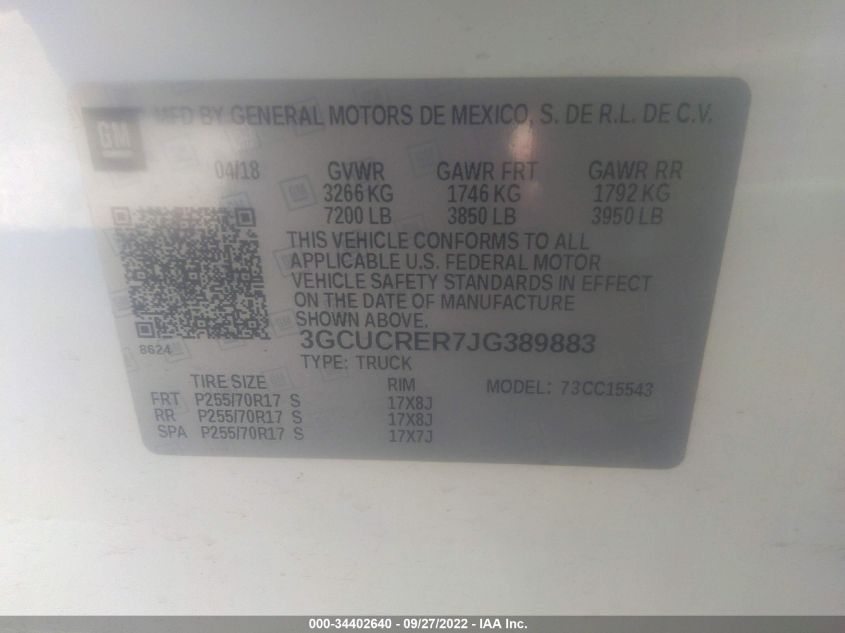 GM
MFD BY GENERAL MOTORS DE MEXICO, S. DE R.L. DE C.V.
04/18 GVWR GAWR FRT GAWR RR
3266 KG 1746 KG 1792 KG
7200 LB 3850 LB 3950 LB
THIS VEHICLE CONFORMS TO ALL
APPLICABLE U.S. FEDERAL MOTOR
VEHICLE SAFETY STANDARDS IN EFFECT
ON THE DATE OF MANUFACTURE
SHOWN ABOVE.
8624 3GCUCRER7JG389883
TYPE: TRUCK
TIRE SIZE RIM MODEL: 73CC15543
FRT P255/70R17 S 17X8J
RR P255/70R17 S 17X8J
SPA P255/70R17 S 17X7J
000-34402640 - 09/27/2022 - IAA Inc.